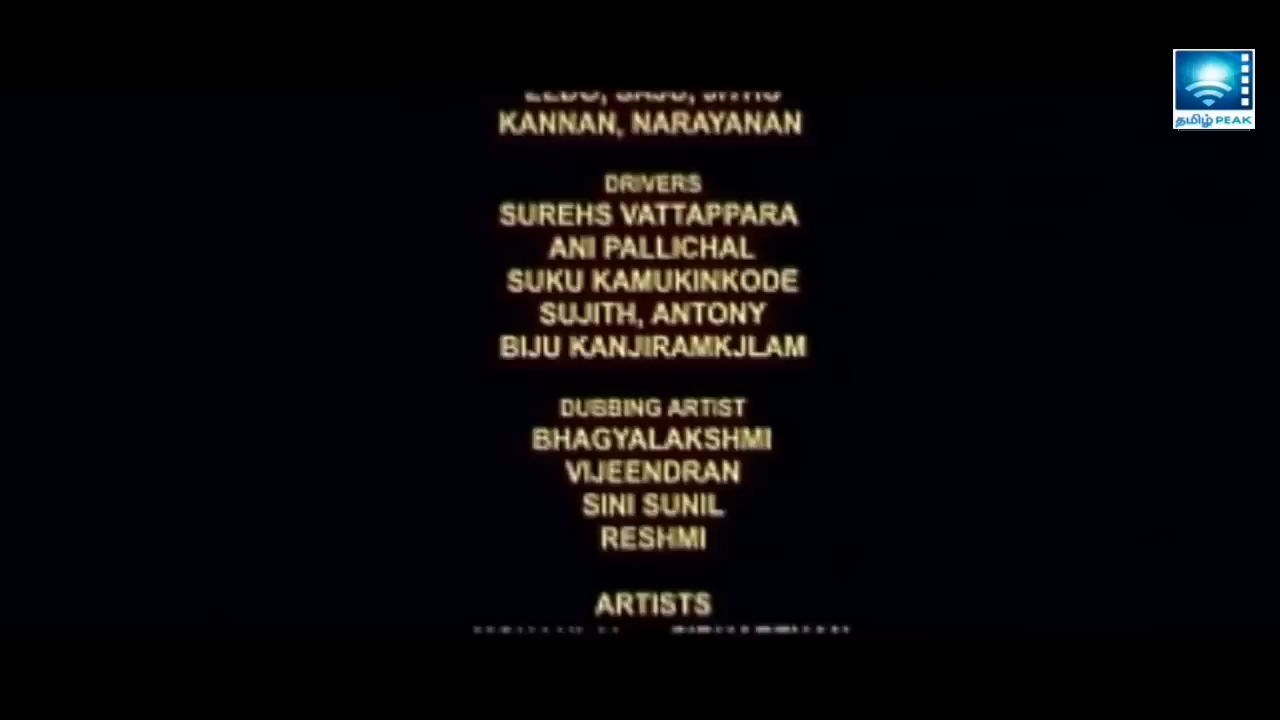 KANNAN, NARAYANAN
DRIVERS
SUREHS VATTAPPARA
ANI PALLICHAL
SUKU KAMUKINKODE
SUJITH, ANTONY
BIJU KANJIRAMKJLAM
DUBBING ARTIST
BHAGYALAKSHMI
VIJEENDRAN
SINI SUNIL
RESHMI
ARTISTS
தமிழ் PEAK